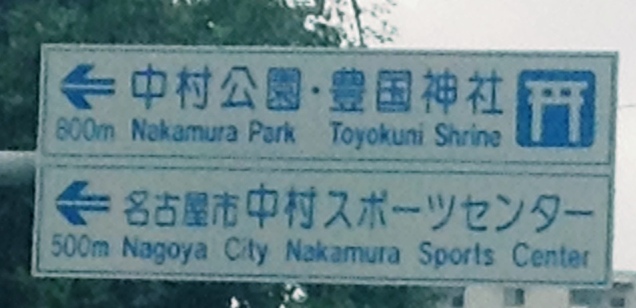 ← 中村公園・豊国神社
800m Nakamura Park Toyokuni Shrine
← 名古屋市中村スポーツセンター
500m Nagoya City Nakamura Sports Center